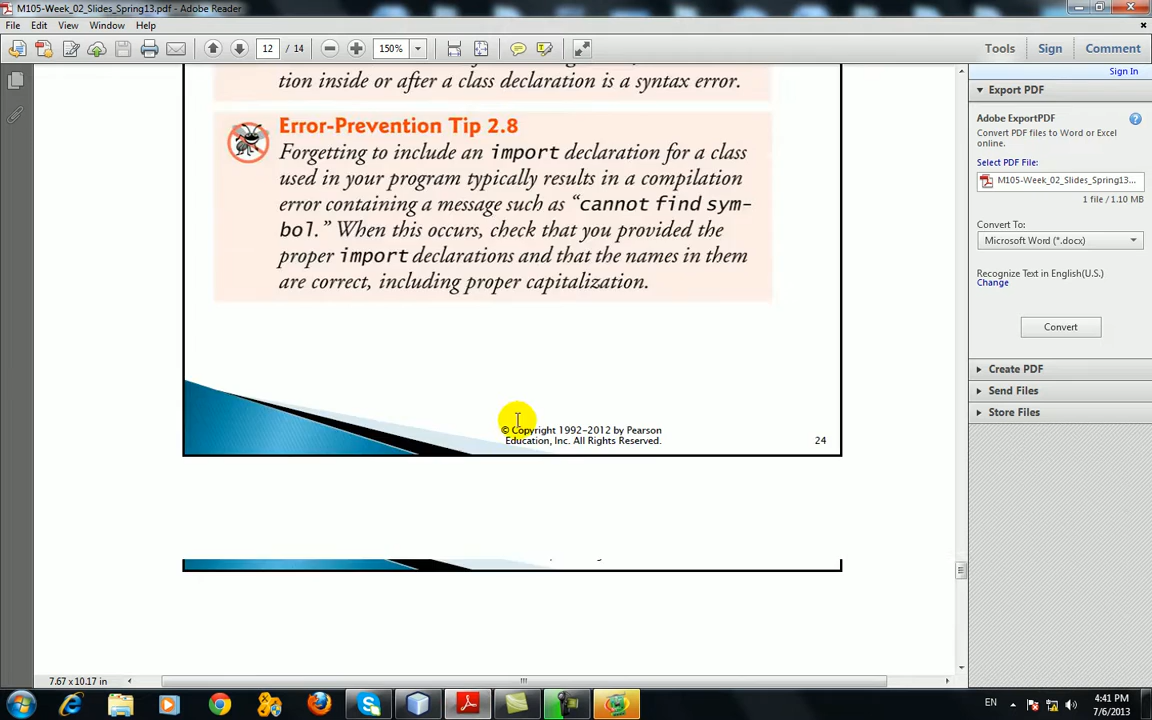 M105-Week_02_Slides_Spring13.pdf - Adobe Reader
File Edit View Window Help
12 / 14 150% Tools Sign Comment
Sign In
Export PDF
Adobe ExportPDF
Convert PDF files to Word or Excel
online.
Select PDF File:
M105-Week_02_Slides_Spring13...
1 file / 1.10 MB
Convert To:
Microsoft Word (*.docx)
Recognize Text in English(U.S.)
Change
Convert
Create PDF
Send Files
Store Files
tion inside or after a class declaration is a syntax error.
Error-Prevention Tip 2.8
Forgetting to include an import declaration for a class
used in your program typically results in a compilation
error containing a message such as “cannot find sym-
bol.” When this occurs, check that you provided the
proper import declarations and that the names in them
are correct, including proper capitalization.
© Copyright 1992-2012 by Pearson
Education, Inc. All Rights Reserved.
24
7.67 x 10.17 in
EN
4:41 PM
7/6/2013